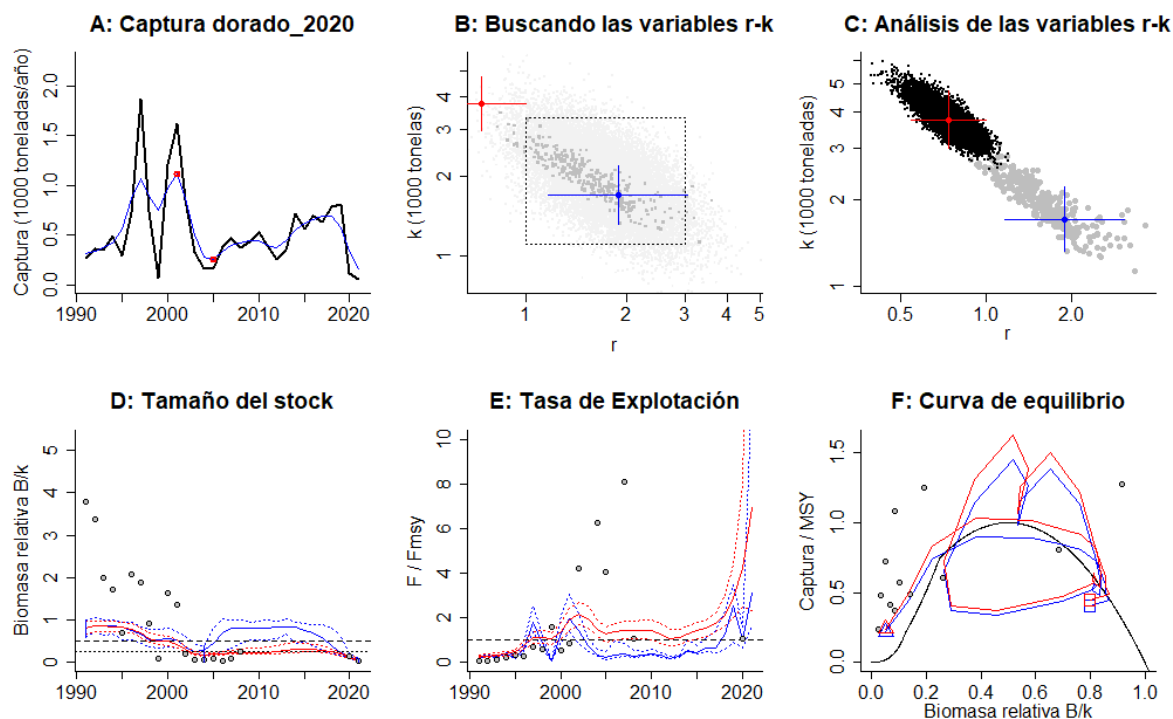 A: Captura dorado_2020
Captura (1000 toneladas/año)
0.0 0.5 1.0 1.5 2.0
1990 2000 2010 2020
B: Buscando las variables r-k
k (1000 tonelas)
1 2 3 4
1 2 3 4 5
r
C: Análisis de las variables r-k
k (1000 toneladas)
1 2 3 4 5
0.5 1.0 2.0
r
D: Tamaño del stock
Biomasa relativa B/k
0 1 2 3 4 5
1990 2000 2010 2020
E: Tasa de Explotación
F / Fmsy
0 2 4 6 8 10
1990 2000 2010 2020
F: Curva de equilibrio
Captura / MSY
0.0 0.5 1.0 1.5
0.0 0.2 0.4 0.6 0.8 1.0
Biomasa relativa B/k